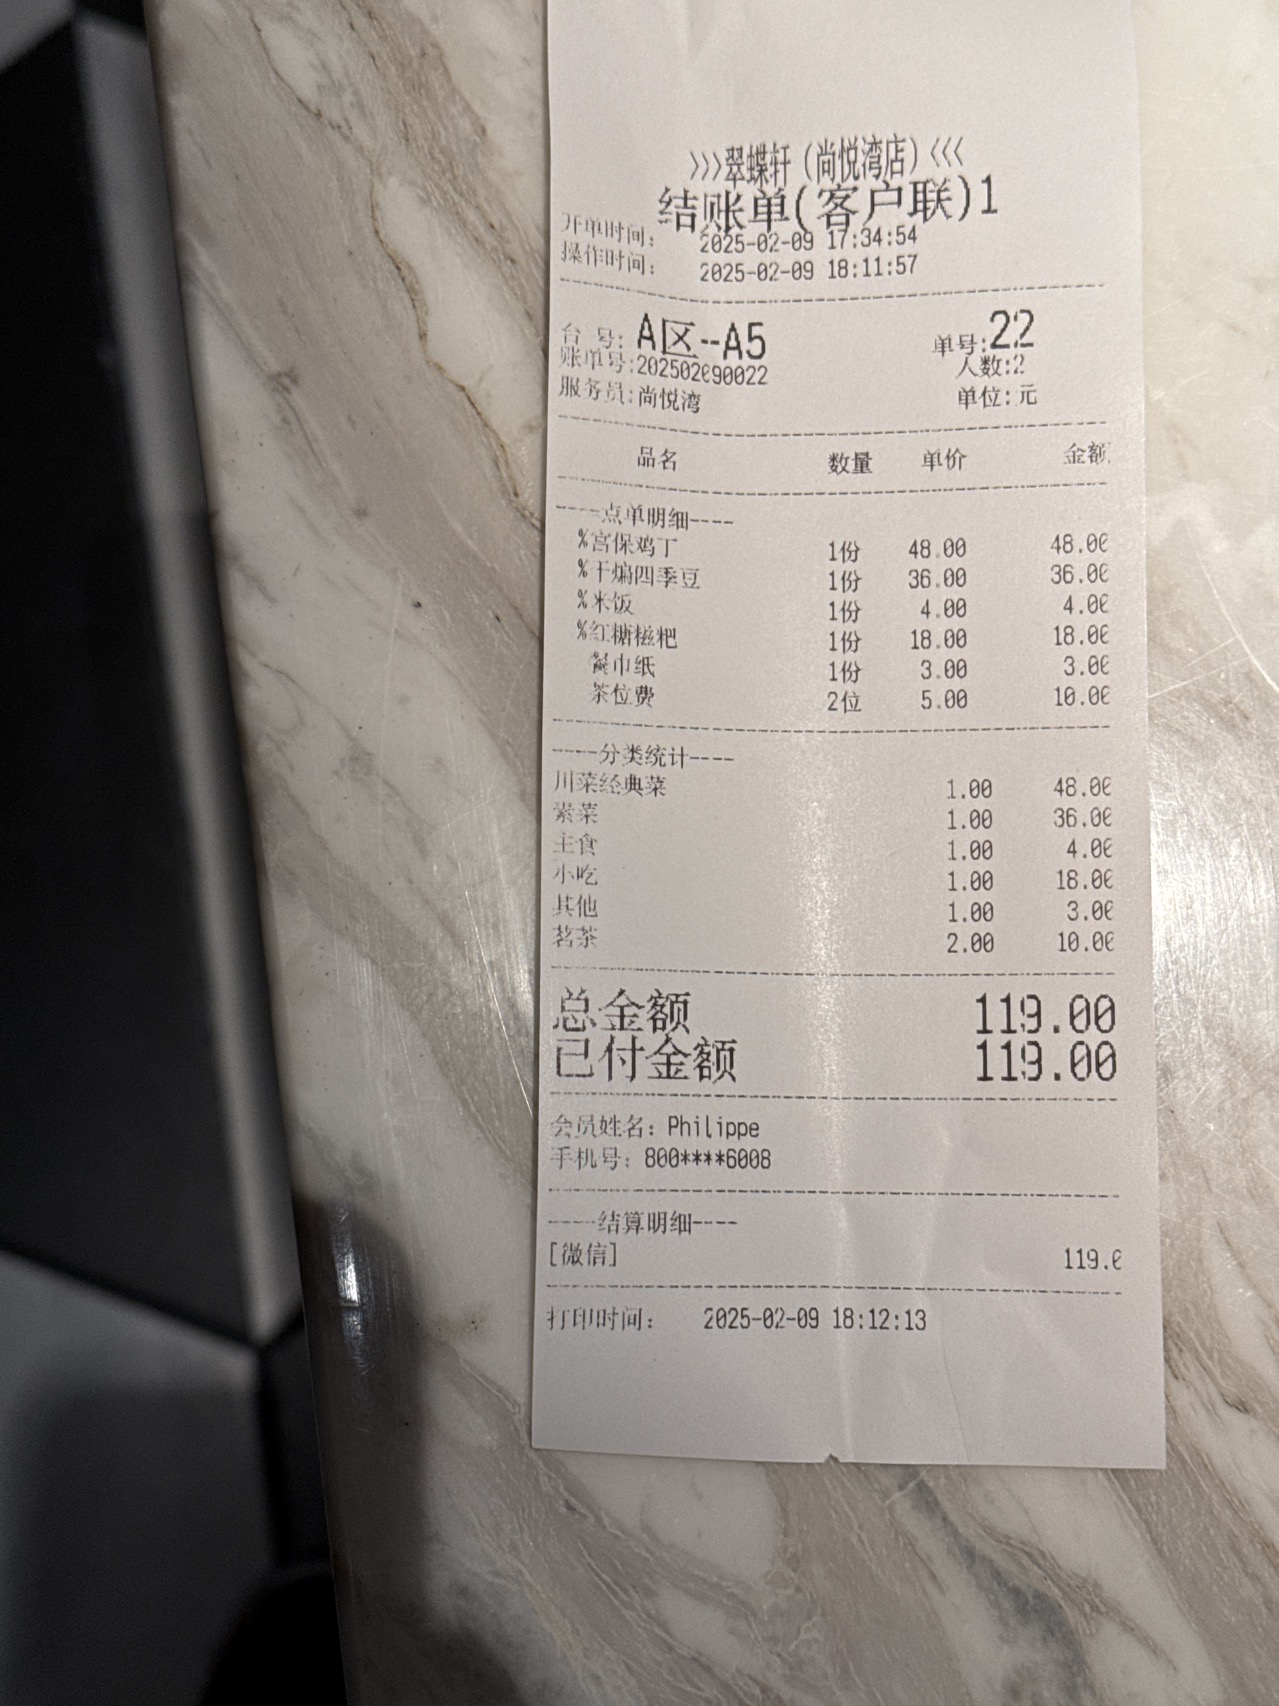 >>>翠蝶轩（尚悦湾店）<<<
结账单(客户联)1
开单时间： 2025-02-09 17:34:54
操作时间： 2025-02-09 18:11:57
台 号: A区--A5 单号:22
账单号:202502090022 人数:2
服务员:尚悦湾 单位:元
品名 数量 单价 金额
----点单明细----
%宫保鸡丁 1份 48.00 48.00
%干煸四季豆 1份 36.00 36.00
%米饭 1份 4.00 4.00
%红糖糍粑 1份 18.00 18.00
餐巾纸 1份 3.00 3.00
茶位费 2位 5.00 10.00
----分类统计----
川菜经典菜 1.00 48.00
素菜 1.00 36.00
主食 1.00 4.00
小吃 1.00 18.00
其他 1.00 3.00
茗茶 2.00 10.00
总金额 119.00
已付金额 119.00
会员姓名：Philippe
手机号：800****6008
----结算明细----
[微信] 119.0
打印时间： 2025-02-09 18:12:13